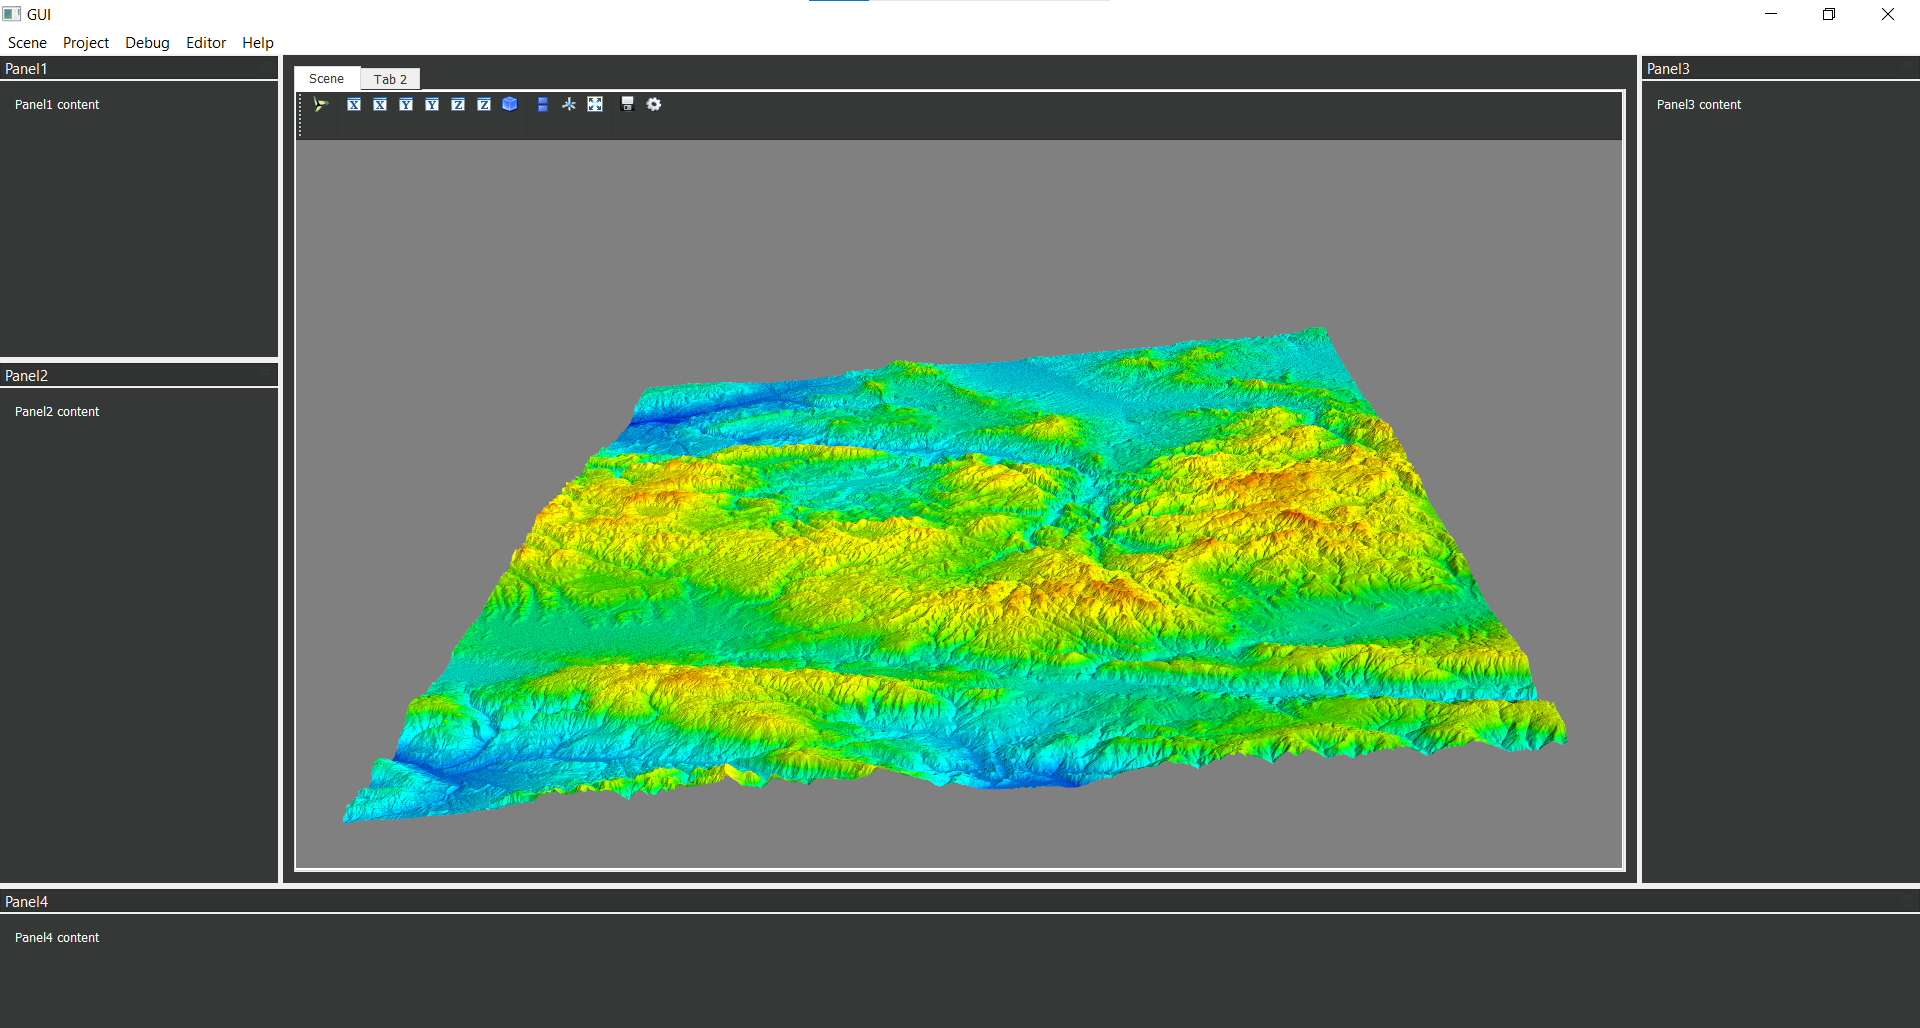 GUI
Scene Project Debug Editor Help
Panel1
Panel1 content
Panel2
Panel2 content
Scene Tab 2
X X Y Y Z Z
Panel3
Panel3 content
Panel4
Panel4 content